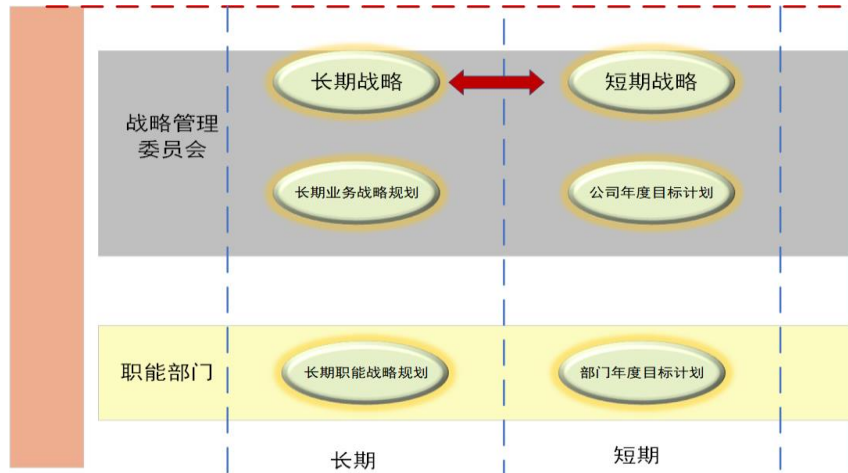 长期战略
短期战略
战略管理
委员会
长期业务战略规划
公司年度目标计划
职能部门
长期职能战略规划
部门年度目标计划
长期
短期